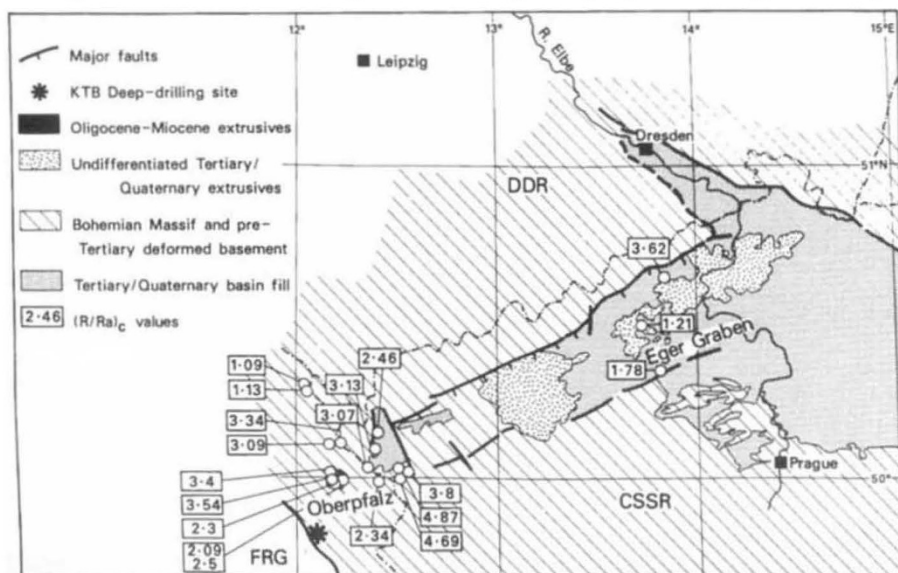 12°
13°
14°
15°E
Major faults
KTB Deep-drilling site
Oligocene-Miocene extrusives
Undifferentiated Tertiary/
Quaternary extrusives
Bohemian Massif and pre-
Tertiary deformed basement
Tertiary/Quaternary basin fill
2·46
(R/Ra)c values
Leipzig
R. Elbe
Dresden
51°N
DDR
3·62
1·21
Eger Graben
1·78
2·46
1·09
1·13
3·13
3·07
3·34
3·09
3·4
3·54
2·3
2·09
2·5
Oberpfalz
2·34
3·8
4·87
4·69
50°
Prague
CSSR
FRG